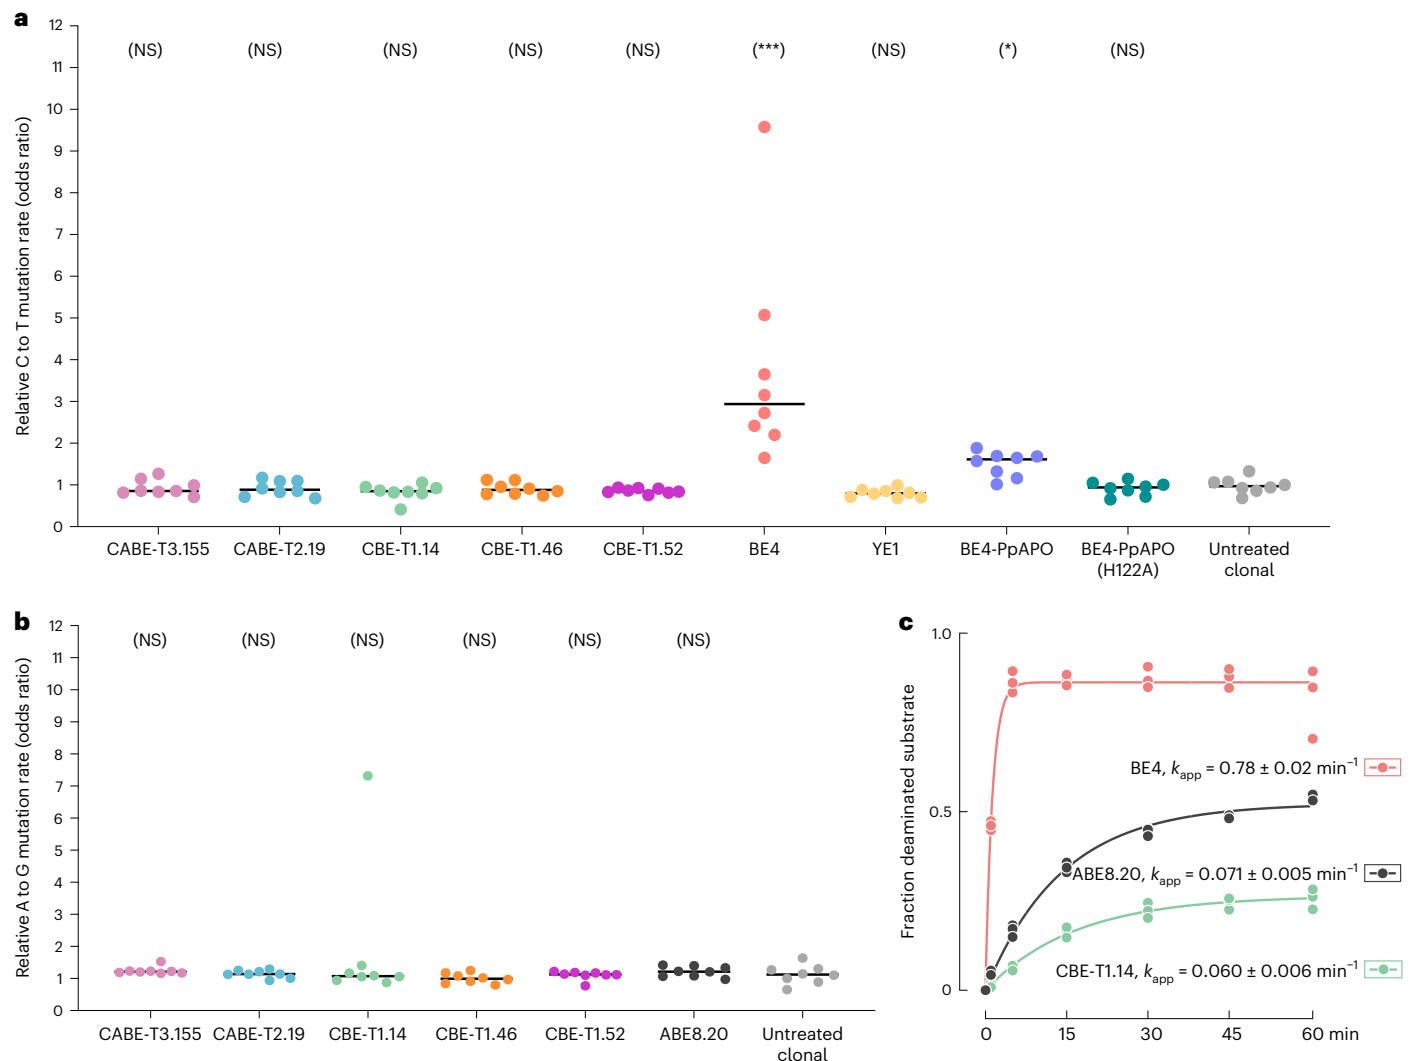 a
Relative C to T mutation rate (odds ratio)
12
11
10
9
8
7
6
5
4
3
2
1
0
(NS) (NS) (NS) (NS) (NS) (***) (NS) (*) (NS)
CABE-T3.155 CABE-T2.19 CBE-T1.14 CBE-T1.46 CBE-T1.52 BE4 YE1 BE4-PpAPO BE4-PpAPO Untreated
(H122A) clonal
b
Relative A to G mutation rate (odds ratio)
12
11
10
9
8
7
6
5
4
3
2
1
0
(NS) (NS) (NS) (NS) (NS) (NS)
CABE-T3.155 CABE-T2.19 CBE-T1.14 CBE-T1.46 CBE-T1.52 ABE8.20 Untreated
clonal
c
Fraction deaminated substrate
1.0
0.5
0
BE4, kapp = 0.78 ± 0.02 min⁻¹
ABE8.20, kapp = 0.071 ± 0.005 min⁻¹
CBE-T1.14, kapp = 0.060 ± 0.006 min⁻¹
0 15 30 45 60 min